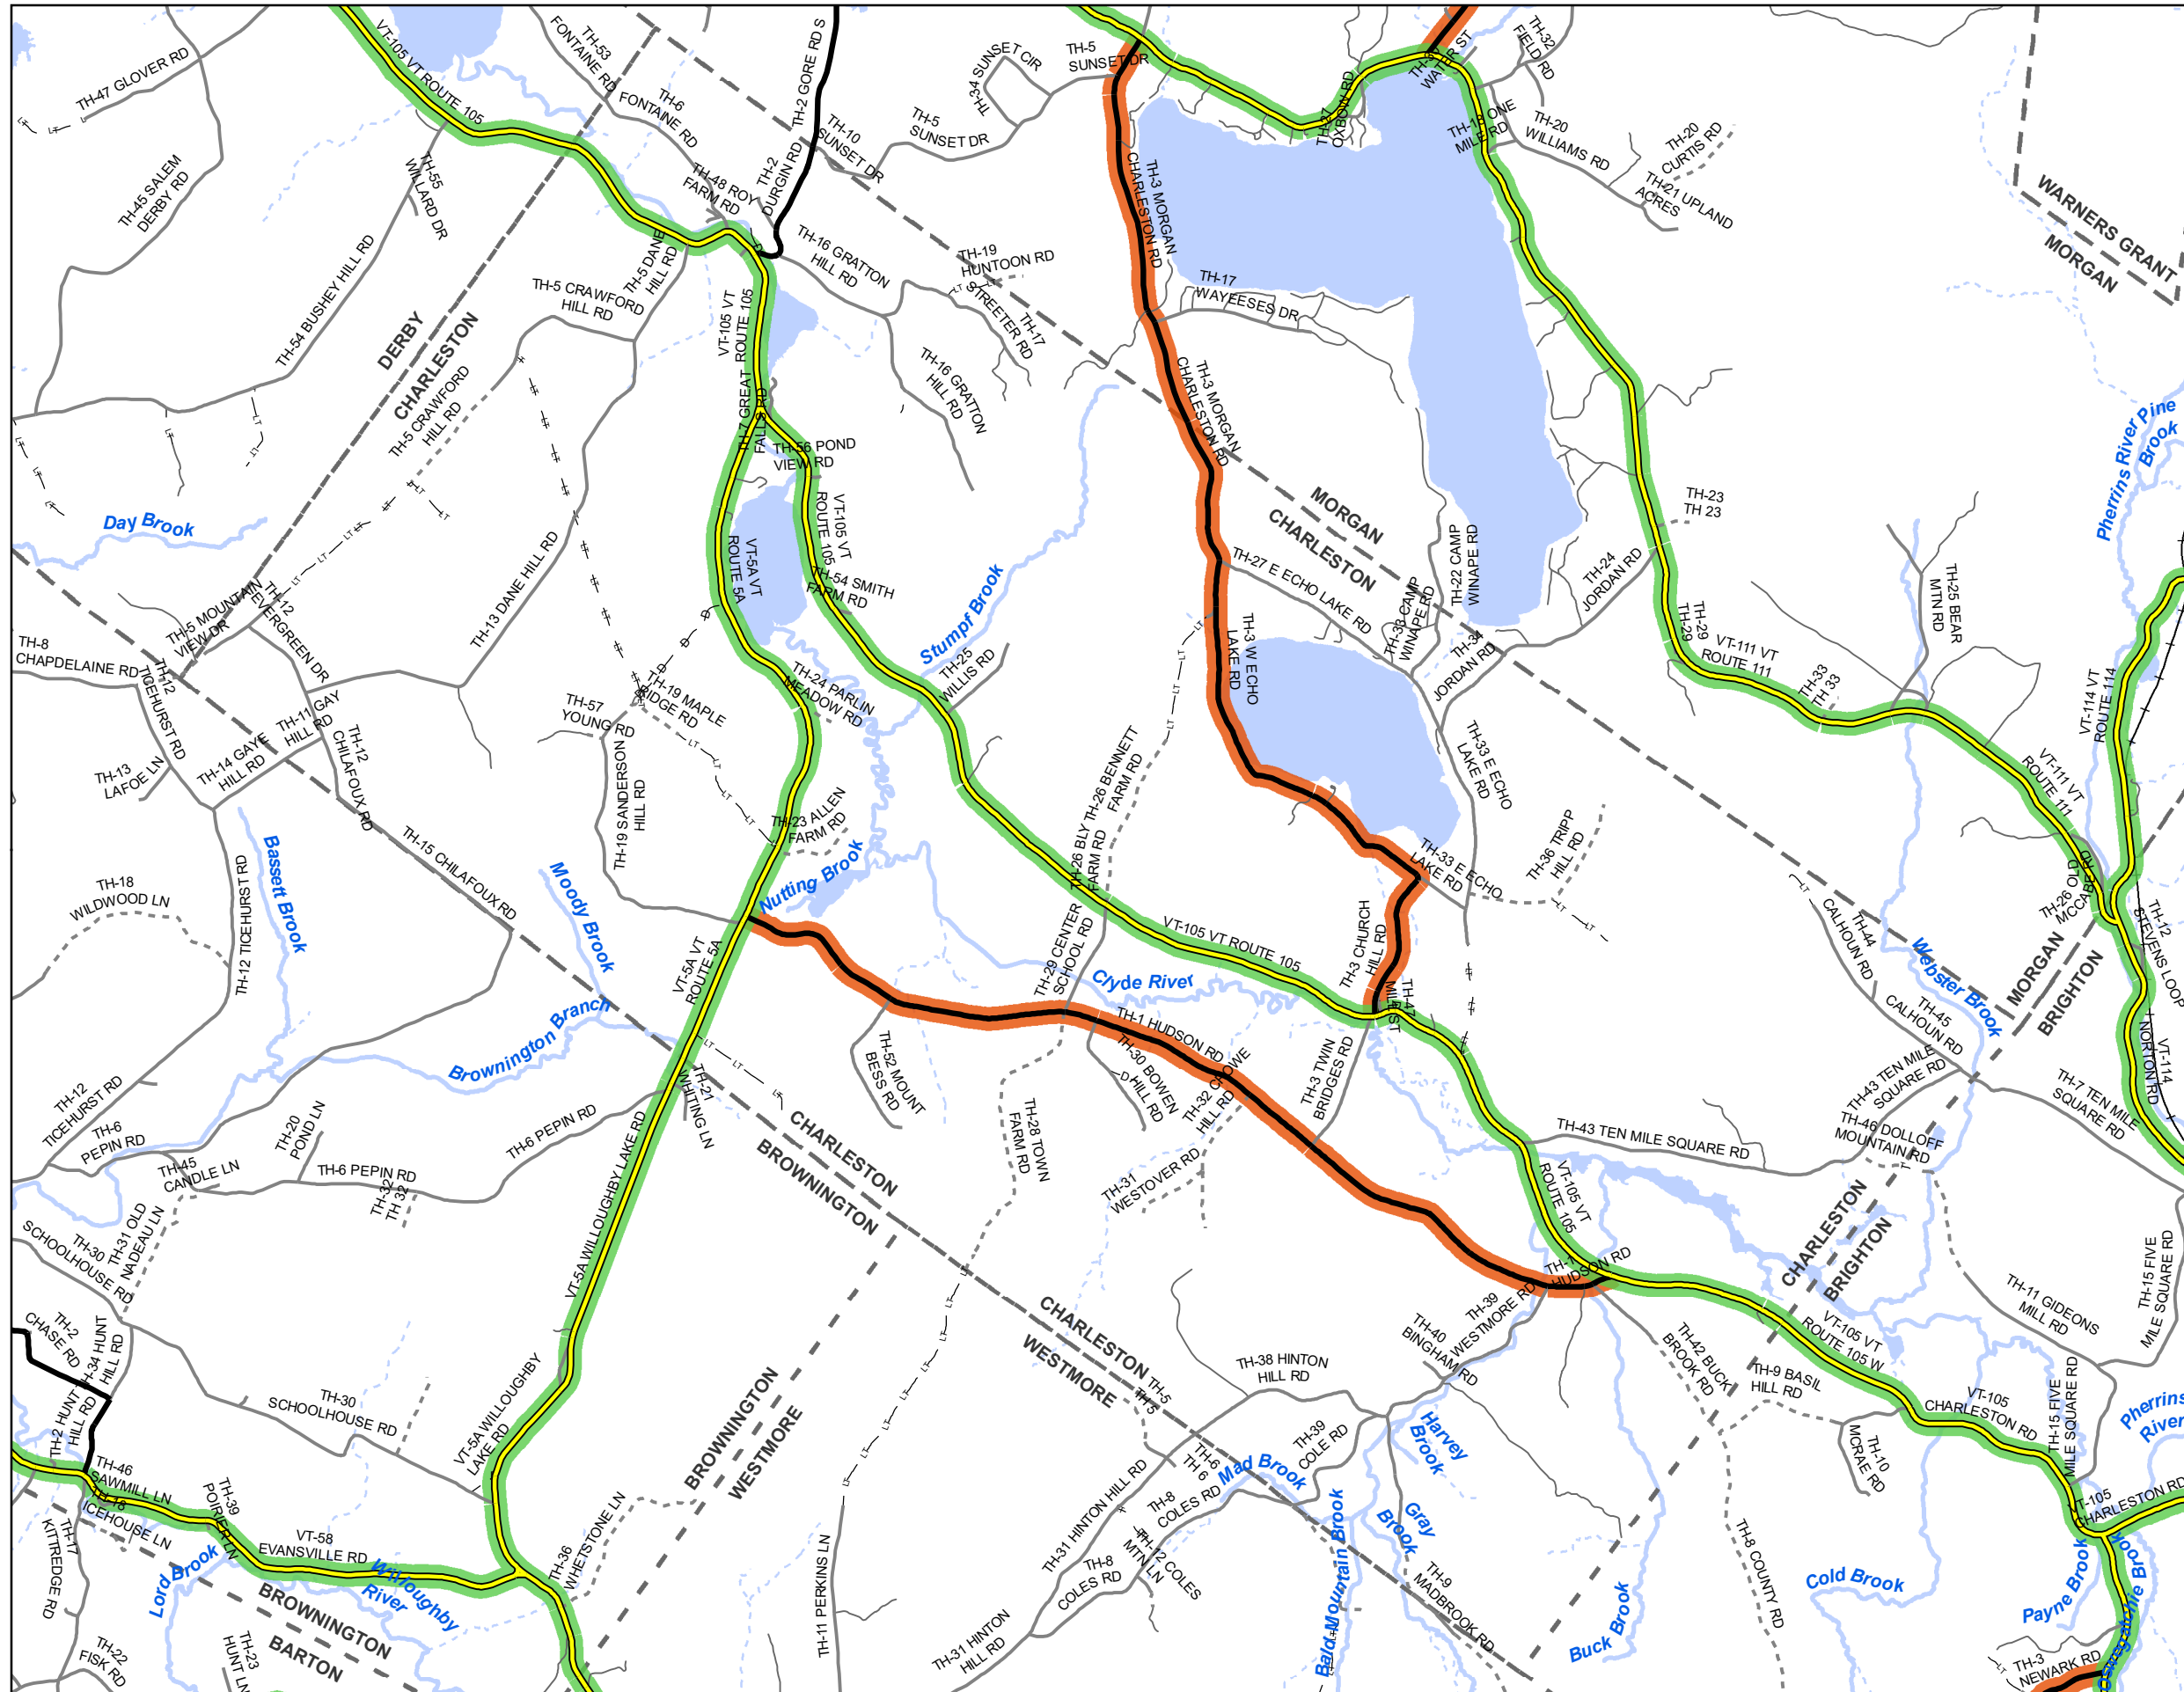 TH-47 GLOVER RD
VT-105 VT ROUTE 105
TH-53
FONTAINE RD
TH-6
FONTAINE RD
TH-2 GORE RD S
TH-10
SUNSET DR
TH-5
SUNSET DR
TH-34 SUNSET CIR
TH-5
SUNSET DR
TH-27
OXBOW RD
WATER ST
TH-32
FIELD RD
TH-18 ONE
MILE RD
TH-20
WILLIAMS RD
TH-20
CURTIS RD
TH-21 UPLAND
ACRES
WARNERS GRANT
MORGAN
TH-45 SALEM
DERBY RD
TH-55
WILLARD DR
TH-48 ROY
FARM RD
TH-2
DURGIN RD
TH-3 MORGAN
CHARLESTON RD
TH-54 BUSHEY HILL RD
DERBY
CHARLESTON
TH-5 DANE
HILL RD
TH-5 CRAWFORD
HILL RD
TH-16 GRATTON
HILL RD
TH-19
HUNTOON RD
TH-17
STREETER RD
TH-17
WAYEESES DR
VT-105 VT
ROUTE 105
TH-5 CRAWFORD
HILL RD
TH-7 GREAT
FALLS RD
TH-16 GRATTON
HILL RD
TH-3 MORGAN
CHARLESTON RD
TH-56 POND
VIEW RD
Pherrins River
Pine
Brook
Day Brook
VT-105 VT
ROUTE 105
MORGAN
CHARLESTON
TH-23
TH 23
VT-5A VT
ROUTE 5A
TH-54 SMITH
FARM RD
Stumpf Brook
TH-27 E ECHO LAKE RD
TH-22 CAMP
WINAPE RD
TH-33 CAMP
WINAPE RD
TH-24
JORDAN RD
TH-34
JORDAN RD
TH-29
TH-29
VT-111 VT
ROUTE 111
TH-25 BEAR
MTN RD
TH-8
CHAPDELAINE RD
TH-5 MOUNTAIN
VIEW DR
TH-12
EVERGREEN DR
TH-13 DANE HILL RD
TH-12
TICEHURST RD
TH-11 GAY
HILL RD
TH-14 GAYE
HILL RD
TH-12
CHILAFOUX RD
TH-13
LAFOE LN
TH-57
YOUNG RD
TH-19 MAPLE
RIDGE RD
TH-24 PARLIN
MEADOW RD
TH-25
WILLIS RD
TH-3 W ECHO
LAKE RD
TH-33 E ECHO
LAKE RD
TH-33
TH 33
VT-114 VT
ROUTE 114
VT-111 VT
ROUTE 111
TH-19 SANDERSON
HILL RD
TH-23 ALLEN
FARM RD
TH-26 BENNETT
FARM RD
TH-26 BLY
FARM RD
TH-15 CHILAFOUX RD
Bassett Brook
Moody Brook
Nutting Brook
TH-33 E ECHO
LAKE RD
TH-36 TRIPP
HILL RD
TH-26 OLD
MCCABE RD
TH-18
WILDWOOD LN
TH-12 TICEHURST RD
VT-5A VT
ROUTE 5A
TH-29 CENTER
SCHOOL RD
VT-105 VT ROUTE 105
Clyde River
TH-3 CHURCH
HILL RD
TH-47
MILL ST
TH-44
CALHOUN RD
Webster Brook
TH-45
CALHOUN RD
MORGAN
BRIGHTON
TH-12
STEVENS LOOP
VT-114
NORTON RD
Brownington Branch
TH-1 HUDSON RD
TH-52 MOUNT
BESS RD
TH-30 BOWEN
HILL RD
TH-32 CROWE
HILL RD
TH-3 TWIN
BRIDGES RD
TH-43 TEN MILE
SQUARE RD
TH-7 TEN MILE
SQUARE RD
TH-12
TICEHURST RD
TH-6
PEPIN RD
TH-20
POND LN
TH-6 PEPIN RD
TH-21
WHITING LN
TH-45
CANDLE LN
TH-6 PEPIN RD
TH-32
TH 32
CHARLESTON
BROWNINGTON
TH-28 TOWN
FARM RD
TH-31
WESTOVER RD
TH-43 TEN MILE SQUARE RD
TH-46 DOLLOFF
MOUNTAIN RD
TH-31 OLD
NADEAU LN
TH-30
SCHOOLHOUSE RD
VT-5A WILLOUGHBY LAKE RD
VT-105 VT
ROUTE 105
CHARLESTON
BRIGHTON
TH-15 FIVE
MILE SQUARE RD
TH-11 GIDEONS
MILL RD
TH-1
HUDSON RD
TH-39
WESTMORE RD
TH-40
BINGHAM RD
TH-42 BUCK
BROOK RD
VT-105 VT
ROUTE 105 W
TH-2
CHASE RD
TH-34 HUNT
HILL RD
TH-2 HUNT
HILL RD
TH-30
SCHOOLHOUSE RD
VT-5A WILLOUGHBY
LAKE RD
BROWNINGTON
WESTMORE
CHARLESTON
WESTMORE
TH-5
TH 5
TH-38 HINTON
HILL RD
TH-9 BASIL
HILL RD
VT-105
CHARLESTON RD
TH-15 FIVE
MILE SQUARE RD
Pherrins
River
TH-10
MCRAE RD
TH-39
COLE RD
Harvey
Brook
TH-6
TH 6
Mad Brook
Gray
Brook
TH-46
SAWMILL LN
TH-18
ICEHOUSE LN
TH-39
POIRIER LN
VT-58
EVANSVILLE RD
TH-36
WHETSTONE LN
TH-31 HINTON HILL RD
TH-8
COLES RD
TH-12 COLES
MTN LN
TH-8
COLES RD
VT-105
CHARLESTON RD
TH-17
KITTREDGE RD
Lord Brook
Willoughby
River
BROWNINGTON
BARTON
TH-11 PERKINS LN
TH-31 HINTON
HILL RD
Bald Mountain Brook
TH-9
MADBROOK RD
Buck Brook
TH-8 COUNTY RD
Cold Brook
Payne Brook
TH-22
FISK RD
TH-23
HUNT LN
TH-3
NEWARK RD